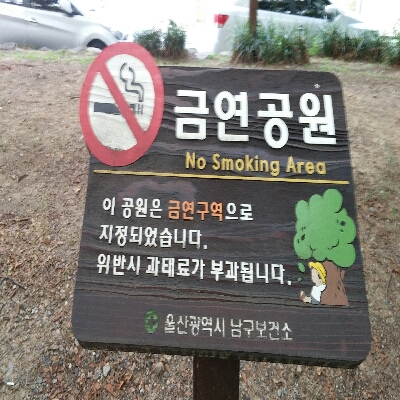 금연공원
No Smoking Area
이 공원은 금연구역으로
지정되었습니다.
위반시 과태료가 부과됩니다.
울산광역시 남구보건소